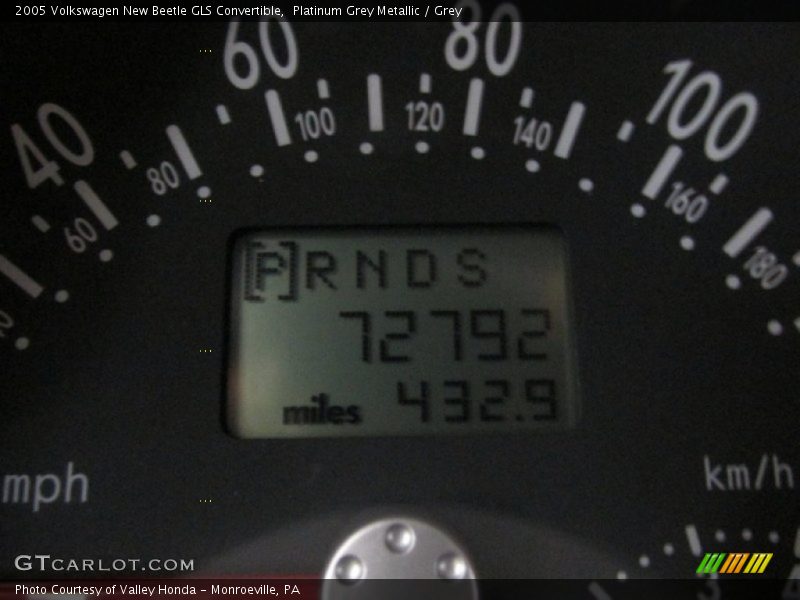 2005 Volkswagen New Beetle GLS Convertible,  Platinum Grey Metallic / Grey
60 80
40 100
100 120 140
80 160
60 180
[P] R N D S
72792
miles 432.9
mph km/h
GTCARLOT.COM
3
Photo Courtesy of Valley Honda - Monroeville, PA